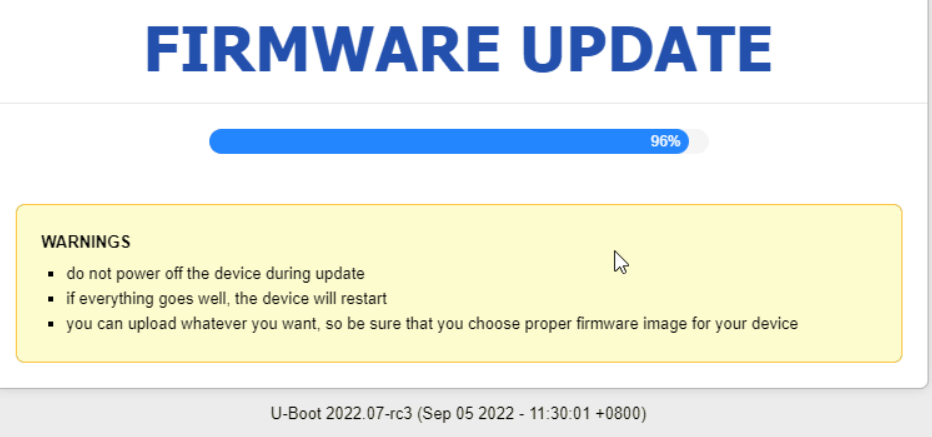 FIRMWARE UPDATE
96%
WARNINGS
do not power off the device during update
if everything goes well, the device will restart
you can upload whatever you want, so be sure that you choose proper firmware image for your device
U-Boot 2022.07-rc3 (Sep 05 2022 - 11:30:01 +0800)